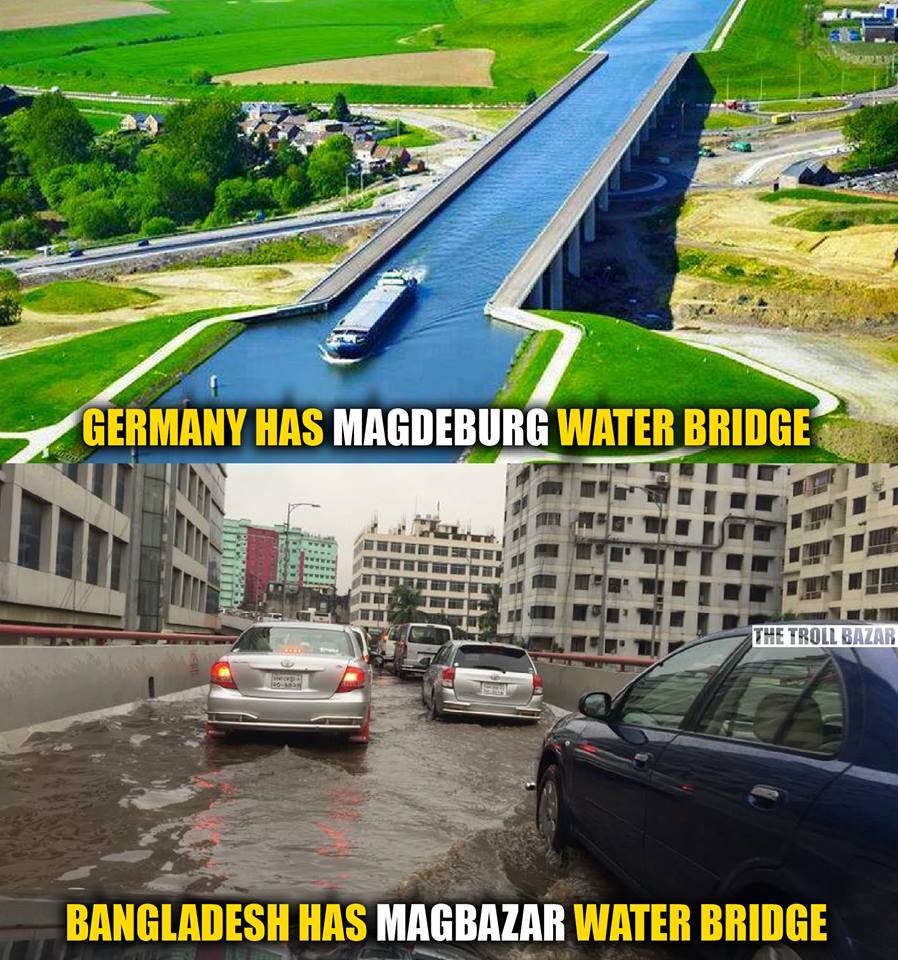 GERMANY HAS MAGDEBURG WATER BRIDGE
THE TROLL BAZAR
BANGLADESH HAS MAGBAZAR WATER BRIDGE